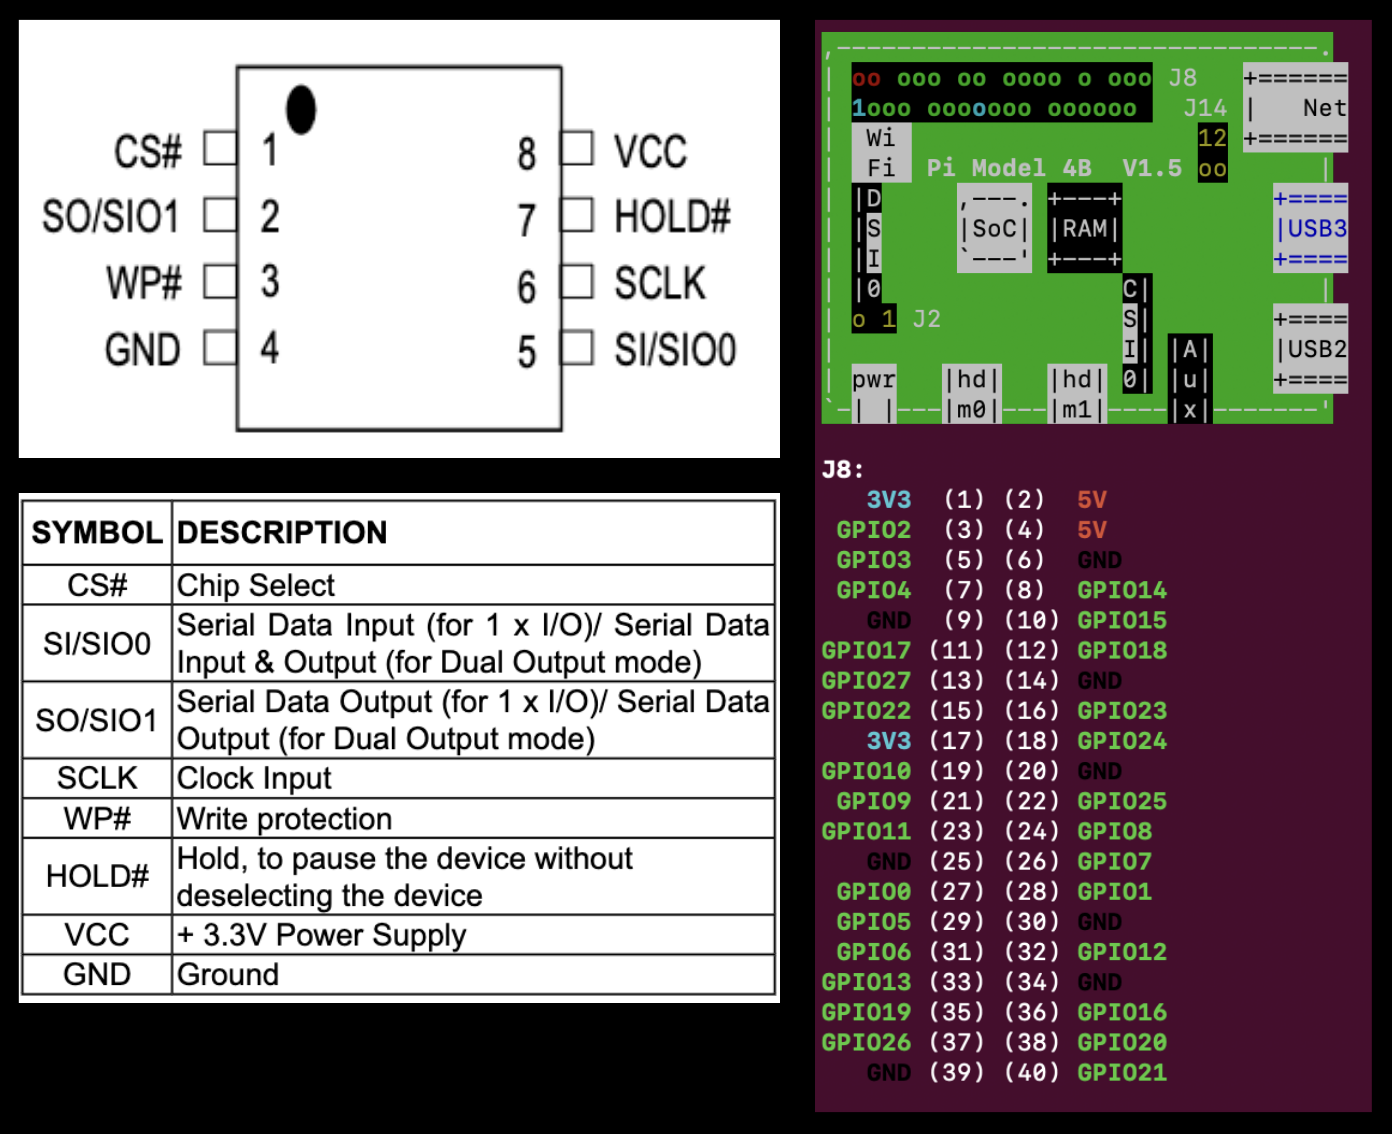 CS# 1 8 VCC
SO/SIO1 2 7 HOLD#
WP# 3 6 SCLK
GND 4 5 SI/SIO0
SYMBOL DESCRIPTION
CS# Chip Select
SI/SIO0 Serial Data Input (for 1 x I/O)/ Serial Data
Input & Output (for Dual Output mode)
SO/SIO1 Serial Data Output (for 1 x I/O)/ Serial Data
Output (for Dual Output mode)
SCLK Clock Input
WP# Write protection
HOLD# Hold, to pause the device without
deselecting the device
VCC + 3.3V Power Supply
GND Ground
,--------------------------------.
| oo ooo oo oooo o ooo J8 +======
| 1ooo ooooooo oooooo J14 | Net
| Wi 12 +======
| Fi Pi Model 4B V1.5 oo |
| |D ,---. +---+ +====
| |S |SoC| |RAM| |USB3
| |I `---' +---+ +====
| |0 C| |
| o 1 J2 S| +====
| I| |A| |USB2
| pwr |hd| |hd| 0| |u| +====
`-| |---|m0|---|m1|----|x|-------'
J8:
3V3 (1) (2) 5V
GPIO2 (3) (4) 5V
GPIO3 (5) (6) GND
GPIO4 (7) (8) GPIO14
GND (9) (10) GPIO15
GPIO17 (11) (12) GPIO18
GPIO27 (13) (14) GND
GPIO22 (15) (16) GPIO23
3V3 (17) (18) GPIO24
GPIO10 (19) (20) GND
GPIO9 (21) (22) GPIO25
GPIO11 (23) (24) GPIO8
GND (25) (26) GPIO7
GPIO0 (27) (28) GPIO1
GPIO5 (29) (30) GND
GPIO6 (31) (32) GPIO12
GPIO13 (33) (34) GND
GPIO19 (35) (36) GPIO16
GPIO26 (37) (38) GPIO20
GND (39) (40) GPIO21